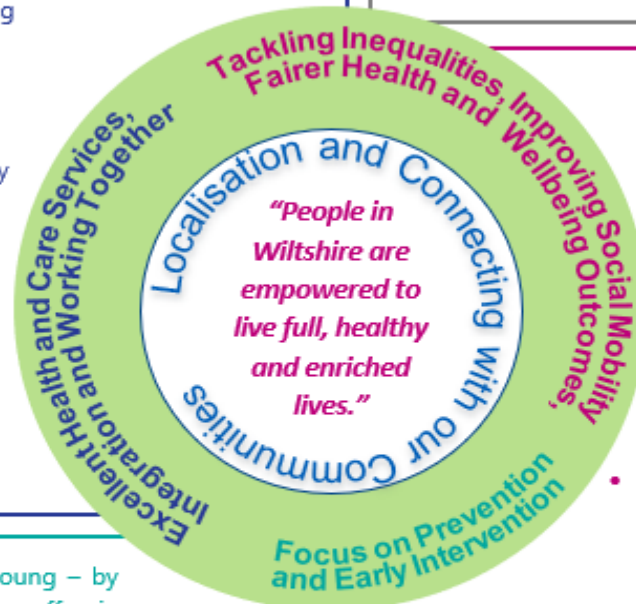 ng
y
Tackling Inequalities, Improving Social Mobility
Fairer Health and Wellbeing Outcomes,
Excellent Health and Care Services,
Integration and Working Together
Localisation and Connecting with our Communities
“People in
Wiltshire are
empowered to
live full, healthy
and enriched
lives.”
Focus on Prevention
and Early Intervention
•
oung – by